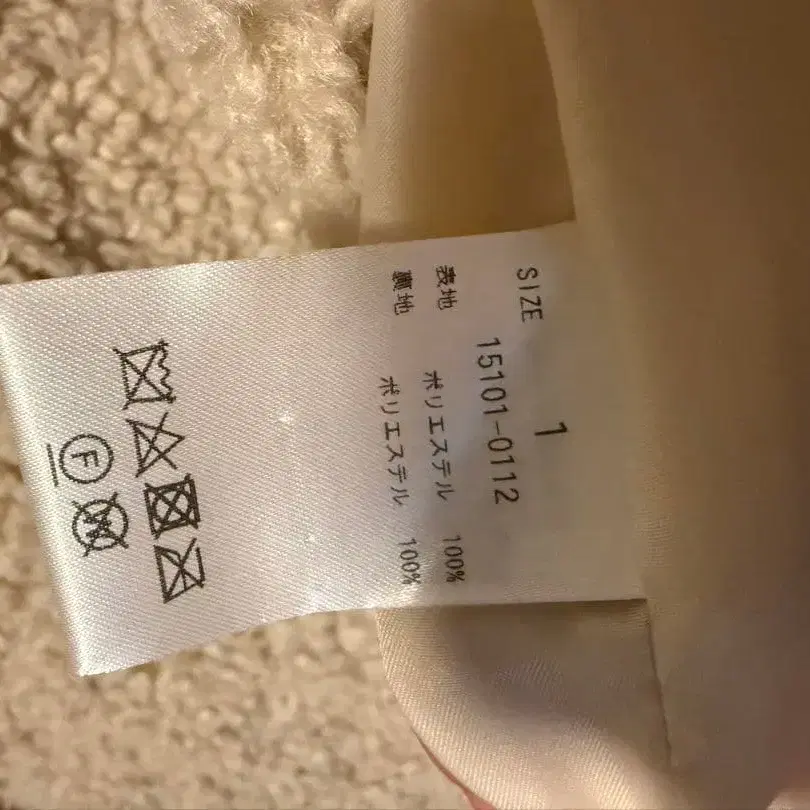 SIZE 1
15101-0112
表地 ポリエステル 100%
裏地 ポリエステル 100%
F
W